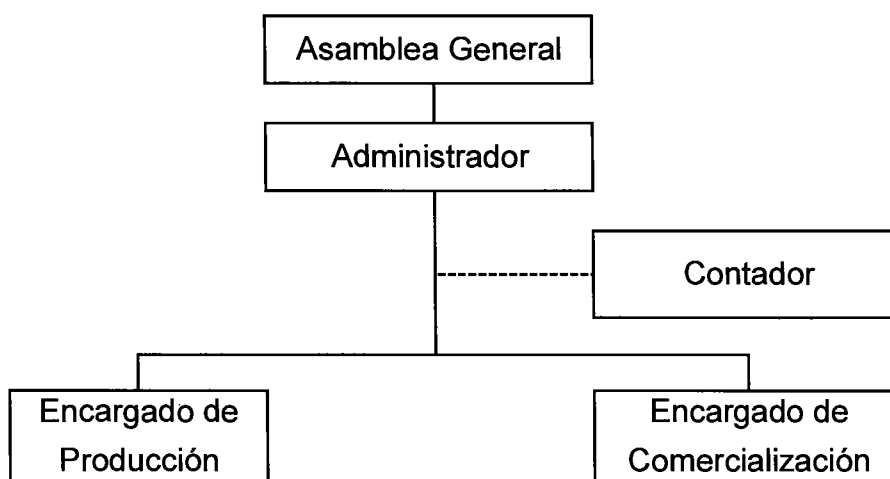 Asamblea General
Administrador
Contador
Encargado de
Producción
Encargado de
Comercialización